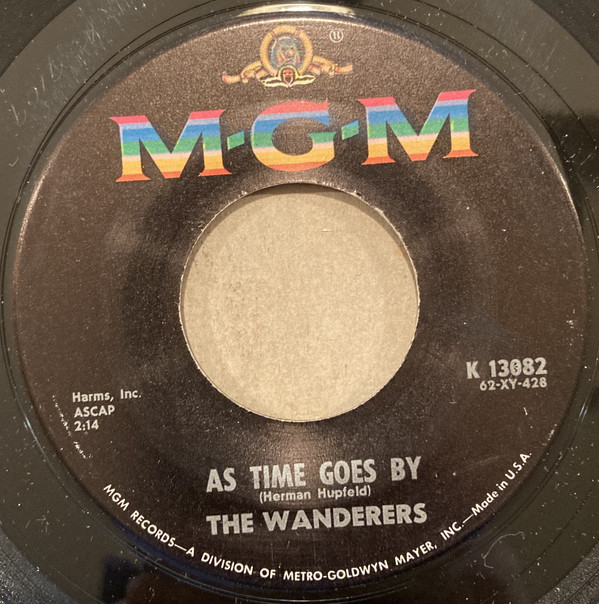 ®
M-G-M
K 13082
62-XY-428
Harms, Inc.
ASCAP
2:14
AS TIME GOES BY
(Herman Hupfeld)
THE WANDERERS
MGM RECORDS—A DIVISION OF METRO-GOLDWYN MAYER, INC.—Made in U.S.A.